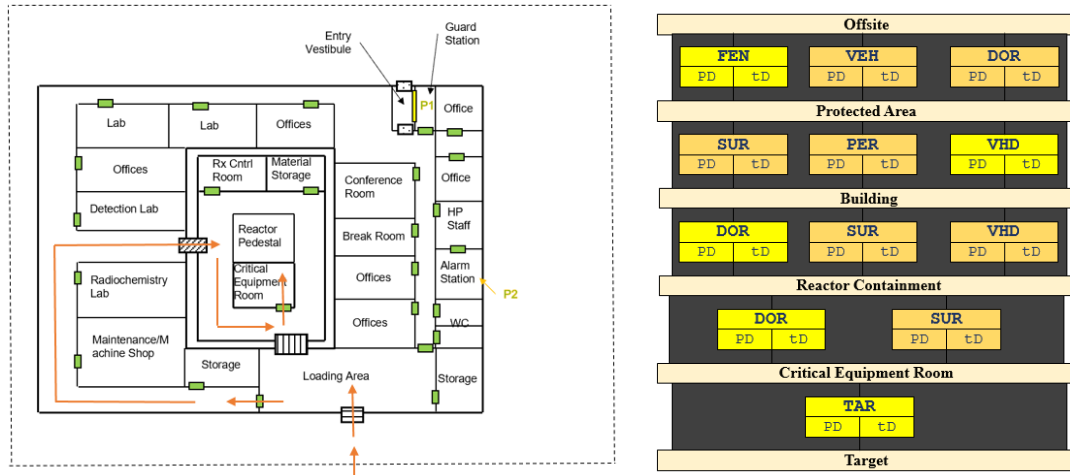 Entry
Vestibule
Guard
Station
P1
Office
Lab
Lab
Offices
Offices
Rx Cntrl
Room
Material
Storage
Conference
Room
Office
Detection Lab
Reactor
Pedestal
HP
Staff
Break Room
Critical
Equipment
Room
Alarm
Station
Radiochemistry
Lab
Offices
P2
Maintenance/M
achine Shop
Offices
WC
Storage
Loading Area
Storage
Offsite
FEN VEH DOR
PD tD PD tD PD tD
Protected Area
SUR PER VHD
PD tD PD tD PD tD
Building
DOR SUR VHD
PD tD PD tD PD tD
Reactor Containment
DOR SUR
PD tD PD tD
Critical Equipment Room
TAR
PD tD
Target